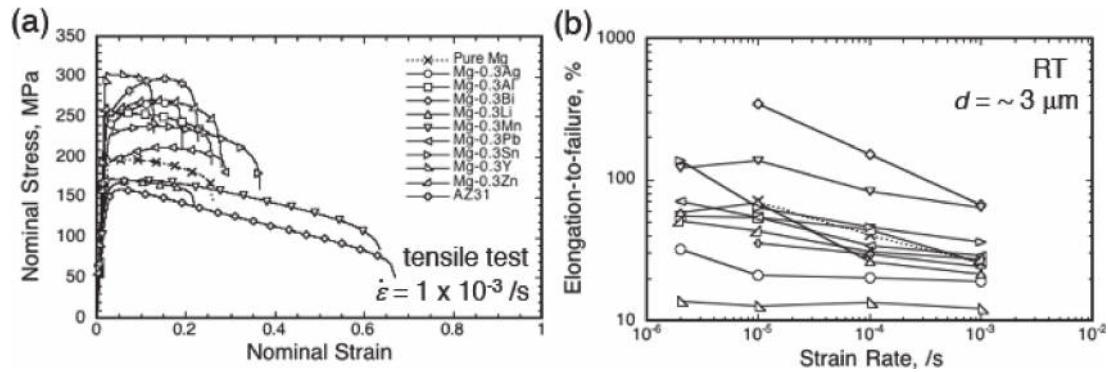 (a)
350
300
250
200
150
100
50
0
Nominal Stress, MPa
0
0.2
0.4
0.6
0.8
1
Nominal Strain
Pure Mg
Mg-0.3Ag
Mg-0.3Al
Mg-0.3Bi
Mg-0.3Li
Mg-0.3Mn
Mg-0.3Pb
Mg-0.3Sn
Mg-0.3Y
Mg-0.3Zn
AZ31
tensile test
ε̇ = 1 x 10⁻³ /s
(b)
1000
100
10
Elongation-to-failure, %
10⁻⁶
10⁻⁵
10⁻⁴
10⁻³
10⁻²
Strain Rate, /s
RT
d = ~ 3 μm